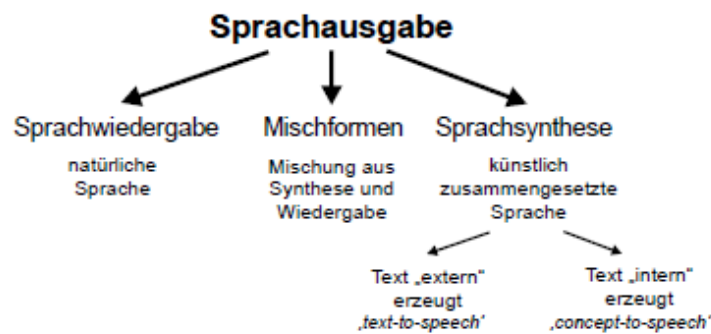 Sprachausgabe
Sprachwiedergabe
natürliche
Sprache
Mischformen
Mischung aus
Synthese und
Wiedergabe
Sprachsynthese
künstlich
zusammengesetzte
Sprache
Text „extern“
erzeugt
‚text-to-speech‘
Text „intern“
erzeugt
‚concept-to-speech‘